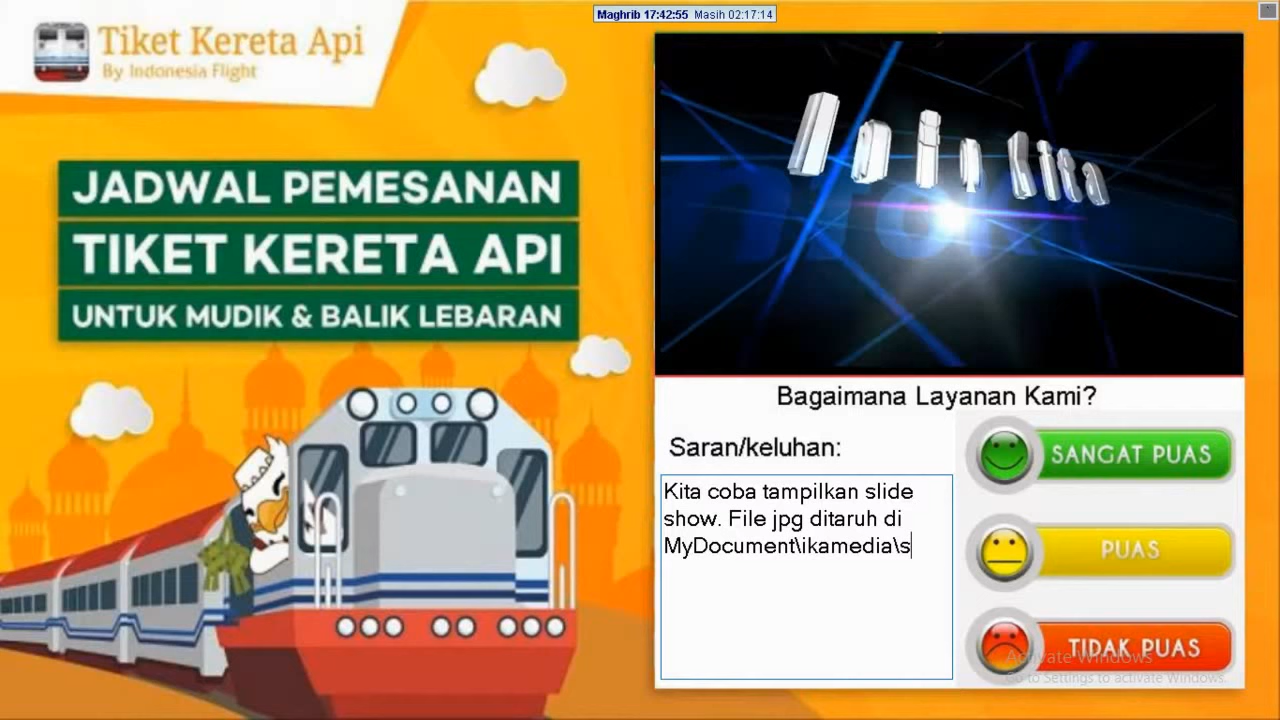 Maghrib 17:42:55 Masih 02:17:14
Tiket Kereta Api
By Indonesia Flight
JADWAL PEMESANAN
TIKET KERETA API
UNTUK MUDIK & BALIK LEBARAN
Bagaimana Layanan Kami?
Saran/keluhan:
Kita coba tampilkan slide
show. File jpg ditaruh di
MyDocument\ikamedia\s
SANGAT PUAS
PUAS
TIDAK PUAS
Activate Windows
Go to Settings to activate Windows.